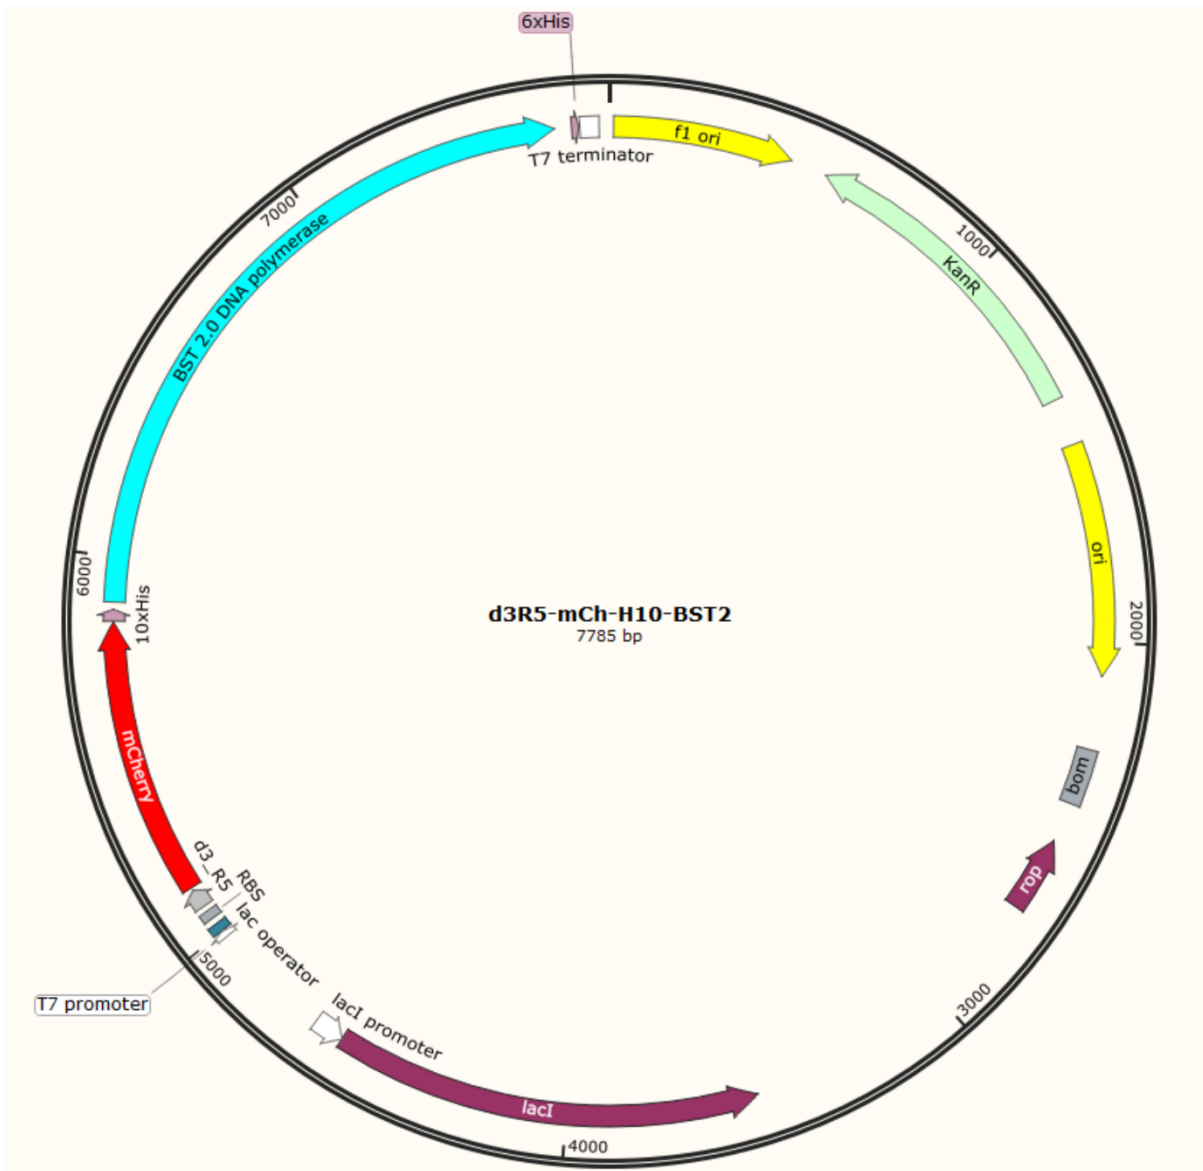 6xHis
T7 terminator
f1 ori
1000
KanR
ori
2000
bom
rop
3000
4000
lacI
lacI promoter
lac operator
T7 promoter
5000
RBS
d3_R5
mCherry
10xHis
6000
BST 2.0 DNA polymerase
7000
d3R5-mCh-H10-BST2
7785 bp